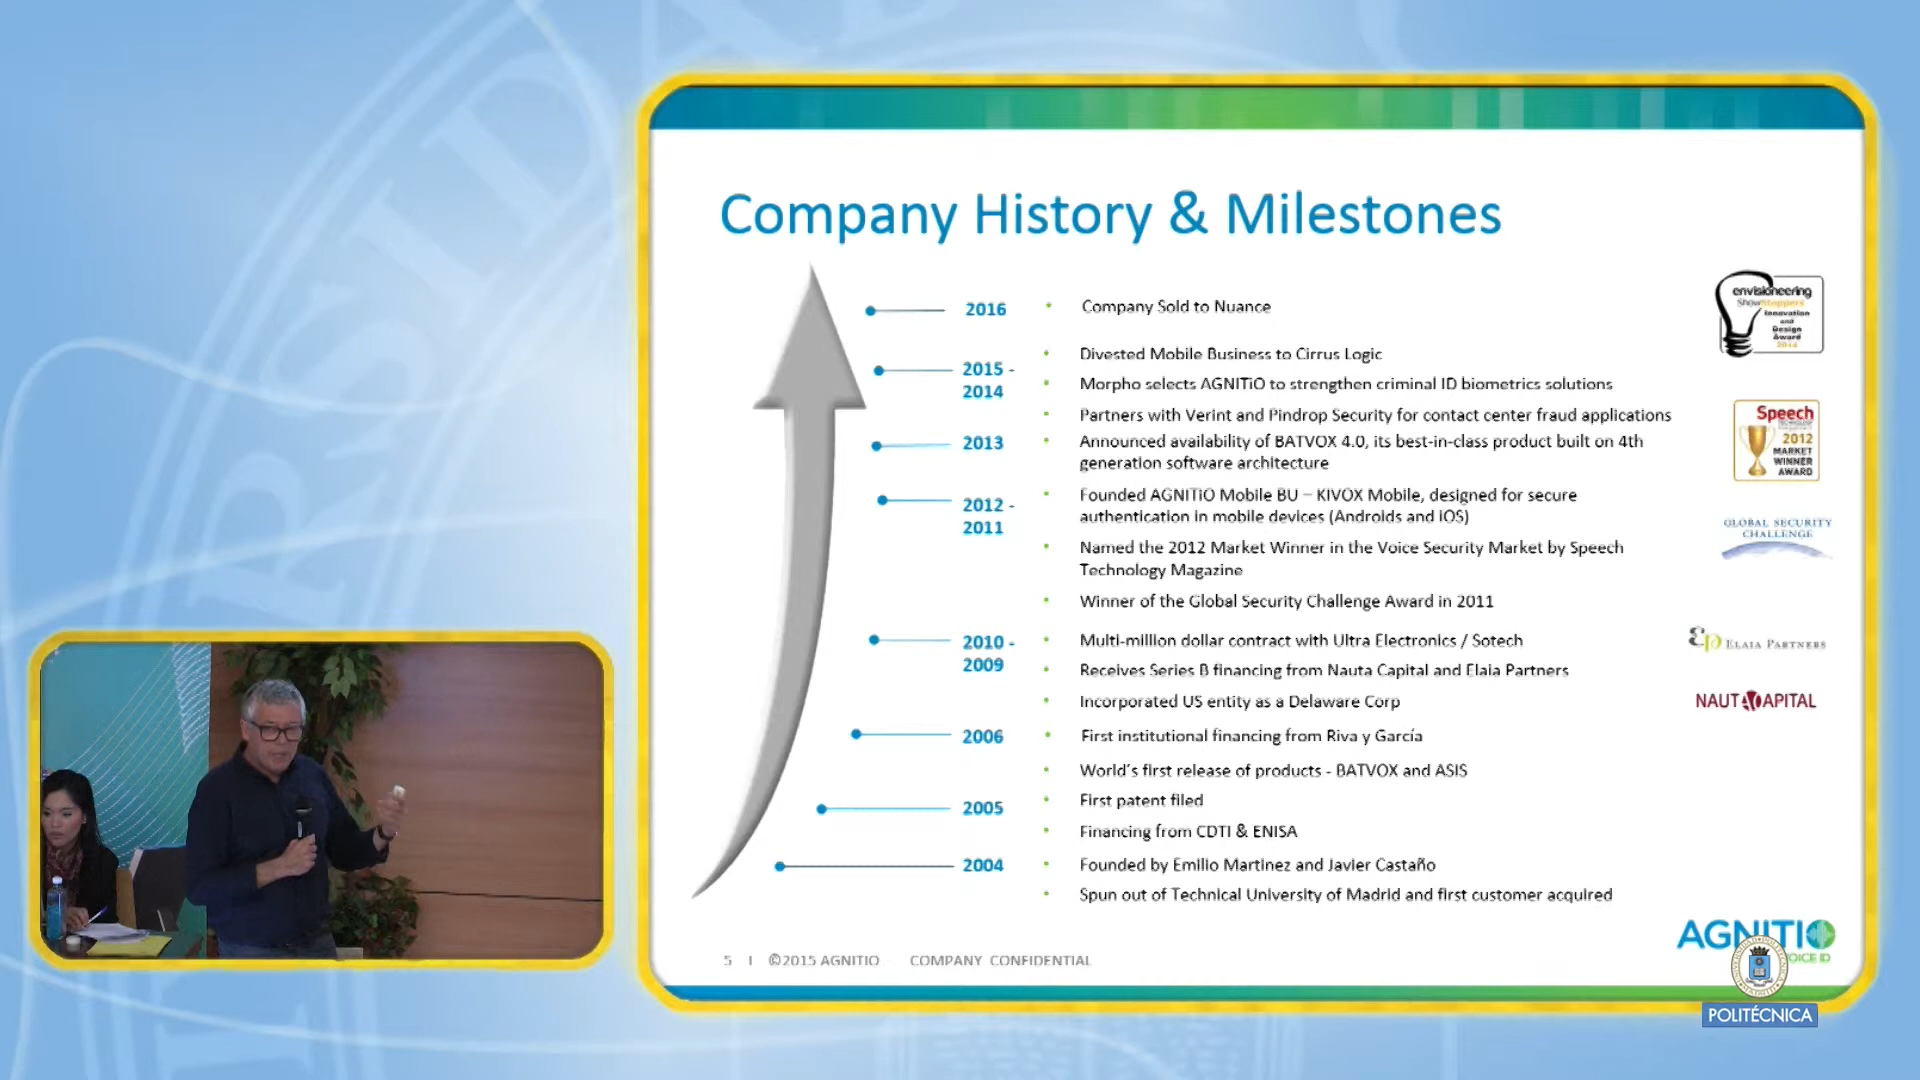 Company History & Milestones
2016
• Company Sold to Nuance
2015 -
2014
• Divested Mobile Business to Cirrus Logic
• Morpho selects AGNITiO to strengthen criminal ID biometrics solutions
• Partners with Verint and Pindrop Security for contact center fraud applications
2013
• Announced availability of BATVOX 4.0, its best-in-class product built on 4th
generation software architecture
2012 -
2011
• Founded AGNITiO Mobile BU – KIVOX Mobile, designed for secure
authentication in mobile devices (Androids and iOS)
• Named the 2012 Market Winner in the Voice Security Market by Speech
Technology Magazine
• Winner of the Global Security Challenge Award in 2011
2010 -
2009
• Multi-million dollar contract with Ultra Electronics / Sotech
• Receives Series B financing from Nauta Capital and Elaia Partners
• Incorporated US entity as a Delaware Corp
2006
• First institutional financing from Riva y García
• World´s first release of products - BATVOX and ASIS
2005
• First patent filed
• Financing from CDTI & ENISA
2004
• Founded by Emilio Martinez and Javier Castaño
• Spun out of Technical University of Madrid and first customer acquired
envisioneering
ShowStoppers
Innovation
and
Design
Award
2014
Speech
2012
MARKET
WINNER
AWARD
GLOBAL SECURITY
CHALLENGE
ELAIA PARTNERS
NAUTA CAPITAL
AGNITIO
5 | ©2015 AGNITIO COMPANY CONFIDENTIAL
POLITÉCNICA